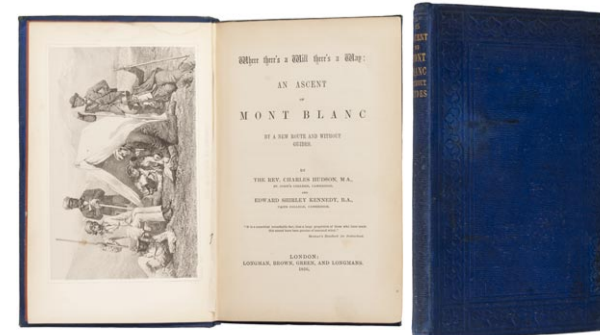 Where there's a Will there's a Way:
AN ASCENT
OF
MONT BLANC
BY A NEW ROUTE AND WITHOUT
GUIDES.
BY
THE REV. CHARLES HUDSON, M.A.,
ST. JOHN'S COLLEGE, CAMBRIDGE,
AND
EDWARD SHIRLEY KENNEDY, B.A.,
CAIUS COLLEGE, CAMBRIDGE.
LONDON:
LONGMAN, BROWN, GREEN, AND LONGMANS.
1856.
ASCENT
MONT
BLANC
WITHOUT
GUIDES